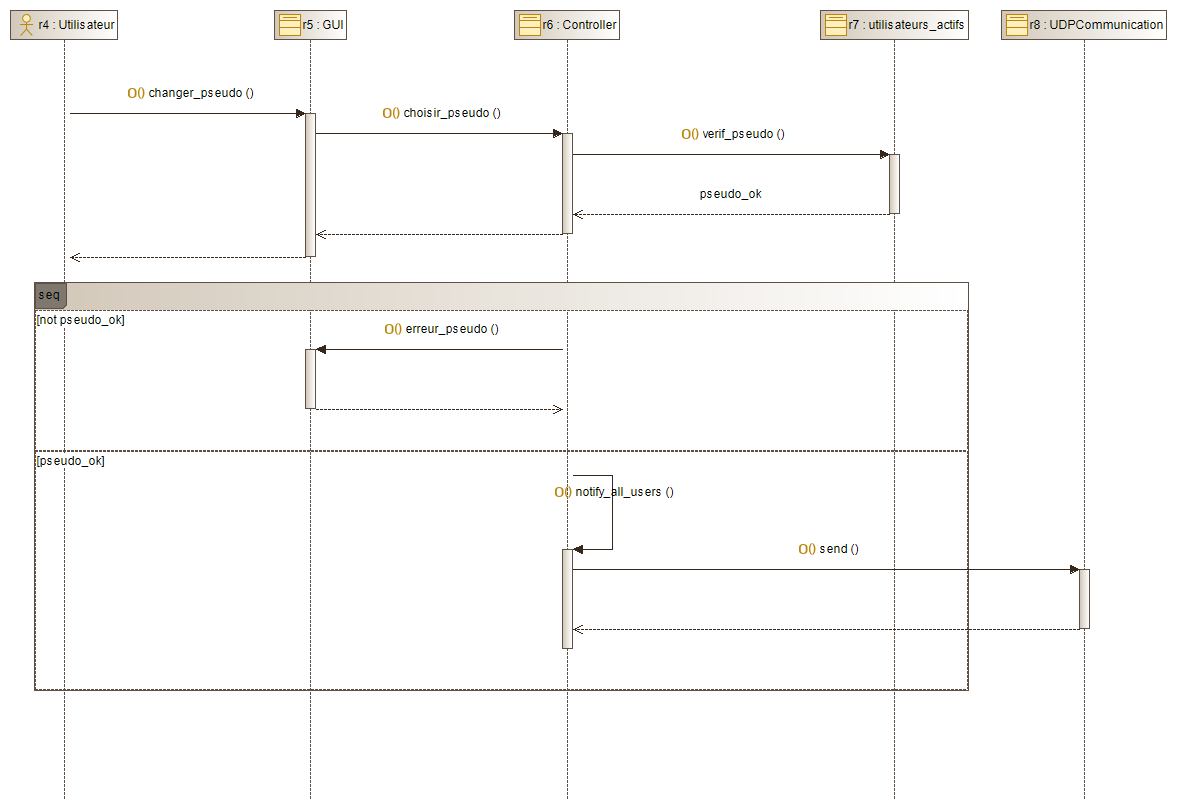 r4 : Utilisateur
r5 : GUI
r6 : Controller
r7 : utilisateurs_actifs
r8 : UDPCommunication
O() changer_pseudo ()
O() choisir_pseudo ()
O() verif_pseudo ()
pseudo_ok
seq
[not pseudo_ok]
O() erreur_pseudo ()
[pseudo_ok]
O() notify_all_users ()
O() send ()